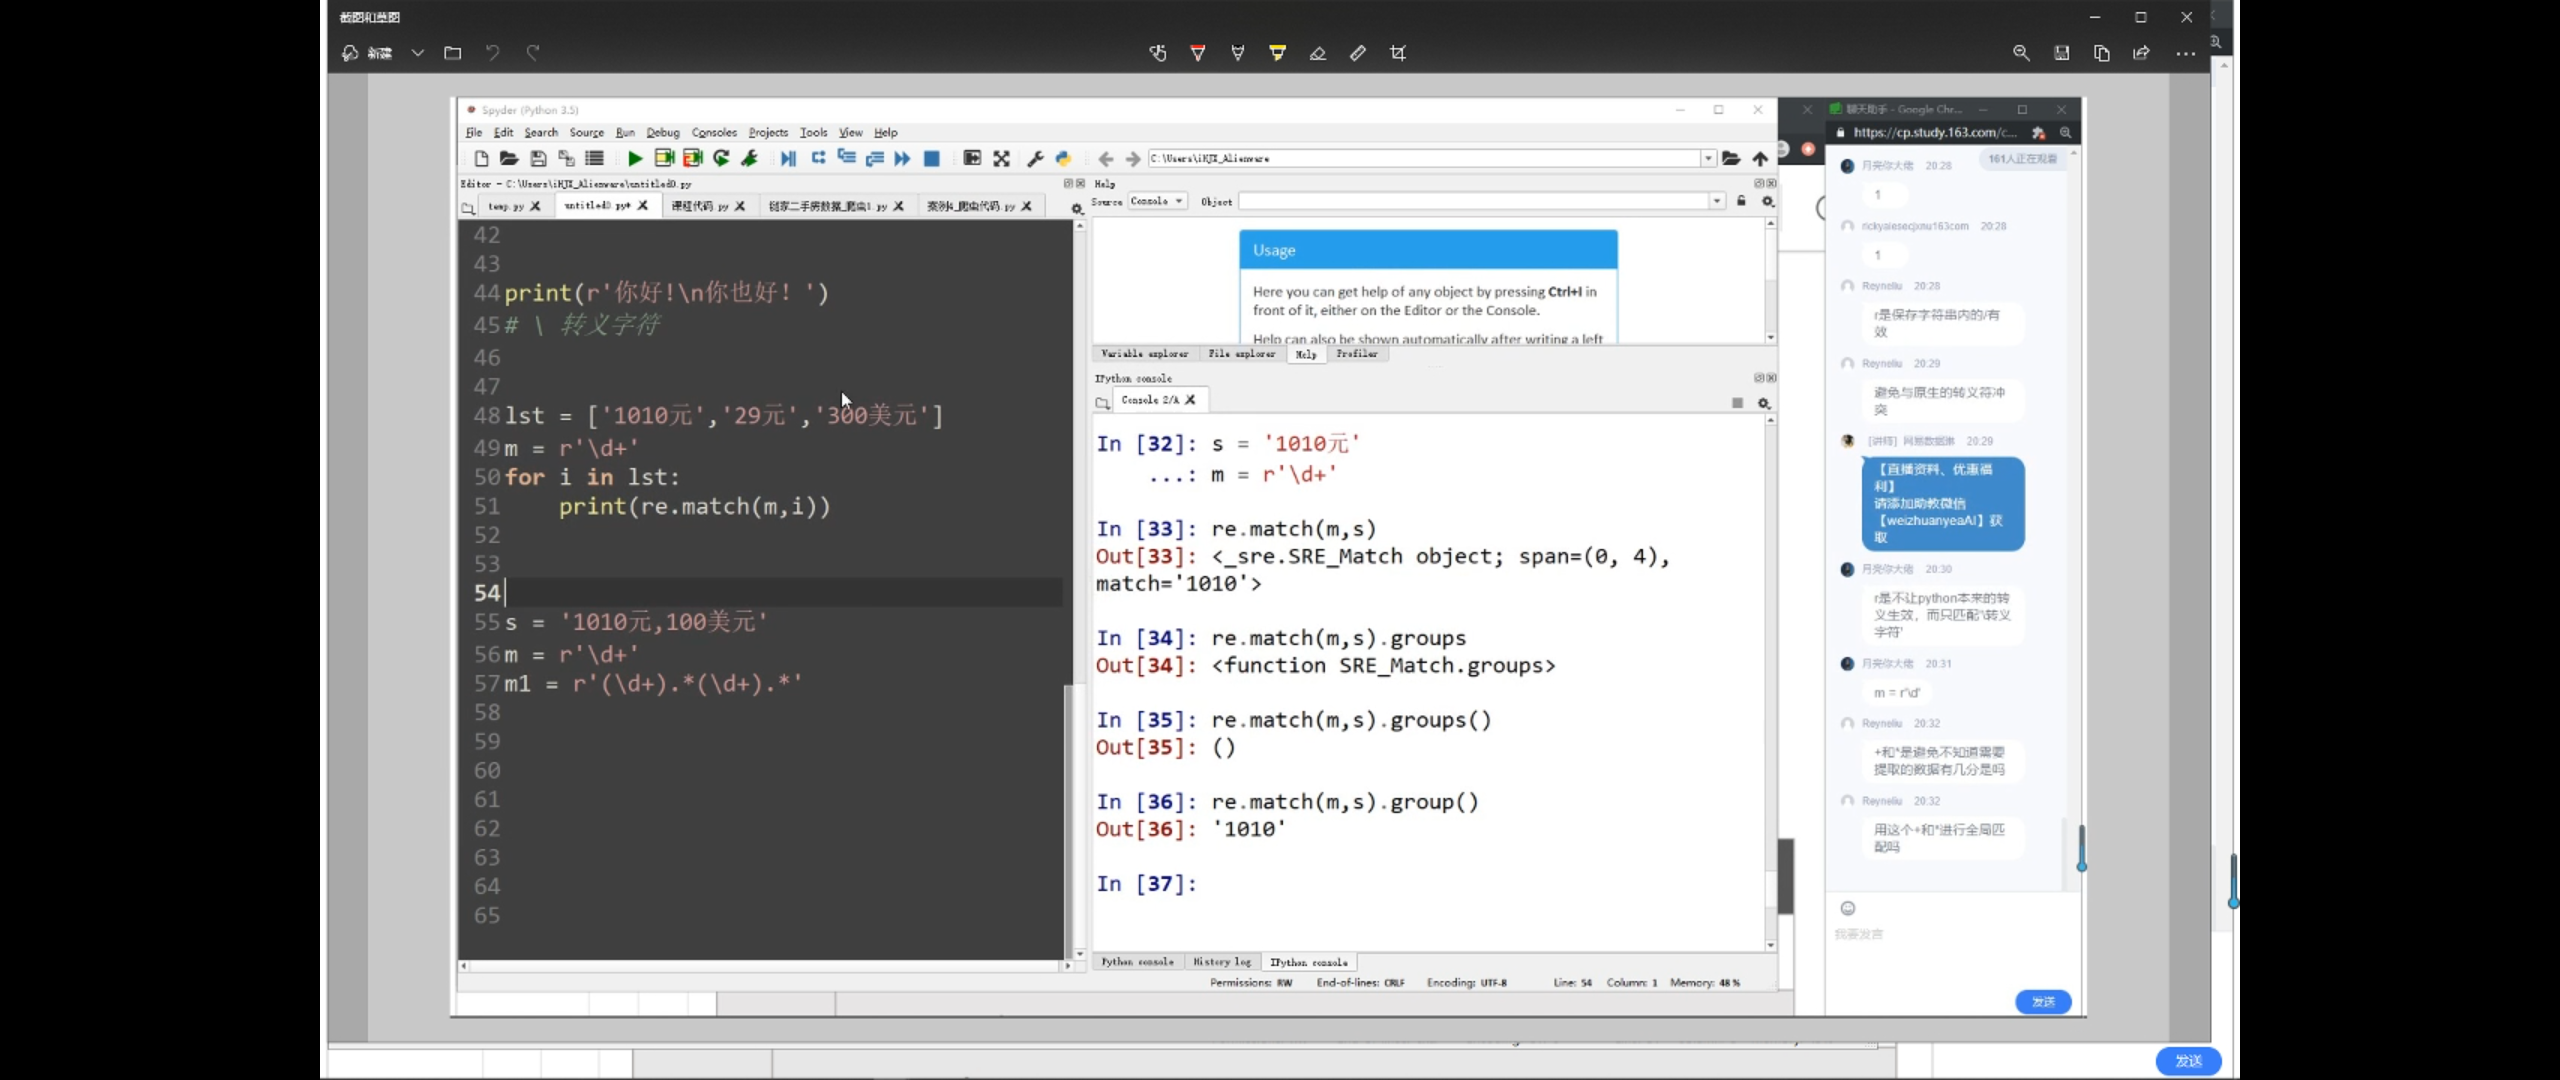 截图和草图
新建
Spyder (Python 3.5)
File Edit Search Source Run Debug Consoles Projects Tools View Help
C:\Users\iHJX_Alienware
Editor - C:\Users\iHJX_Alienware\untitled0.py
temp.py
untitled0.py*
课程代码.py
链家二手房数据_爬虫1.py
案例4_爬虫代码.py
42
43
44 print(r'你好!\n你也好! ')
45 # \ 转义字符
46
47
48 lst = ['1010元','29元','300美元']
49 m = r'\d+'
50 for i in lst:
51 print(re.match(m,i))
52
53
54
55 s = '1010元,100美元'
56 m = r'\d+'
57 m1 = r'(\d+).*(\d+).*'
58
59
60
61
62
63
64
65
Help
Source Console Object
Usage
Here you can get help of any object by pressing Ctrl+I in
front of it, either on the Editor or the Console.
Help can also be shown automatically after writing a left
Variable explorer File explorer Help Profiler
IPython console
Console 2/A
In [32]: s = '1010元'
...: m = r'\d+'
In [33]: re.match(m,s)
Out[33]: <_sre.SRE_Match object; span=(0, 4),
match='1010'>
In [34]: re.match(m,s).groups
Out[34]: <function SRE_Match.groups>
In [35]: re.match(m,s).groups()
Out[35]: ()
In [36]: re.match(m,s).group()
Out[36]: '1010'
In [37]:
Python console History log IPython console
Permissions: RW End-of-lines: CRLF Encoding: UTF-8 Line: 54 Column: 1 Memory: 48 %
聊天助手 - Google Chr...
https://cp.study.163.com/c...
161人正在观看
月亮你大佬 20:28
1
rickyaiesecjxnu163com 20:28
1
Reyneliu 20:28
r是保存字符串内的/有
效
Reyneliu 20:29
避免与原生的转义符冲
突
[讲师] 网易数据 20:29
【直播资料、优惠福
利】
请添加助教微信
【weizhuanyeaAI】获
取
月亮你大佬 20:30
r是不让python本来的转
义生效，而只匹配'\转义
字符'
月亮你大佬 20:31
m = r'\d'
Reyneliu 20:32
+和*是避免不知道需要
提取的数据有几分是吗
Reyneliu 20:32
用这个+和*进行全局匹
配吗
我要发言
发送
发送